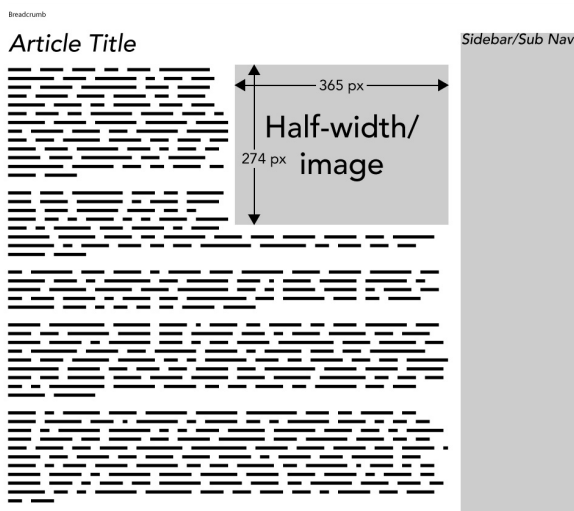 Breadcrumb
Article Title
Sidebar/Sub Nav
365 px
Half-width/
274 px
image